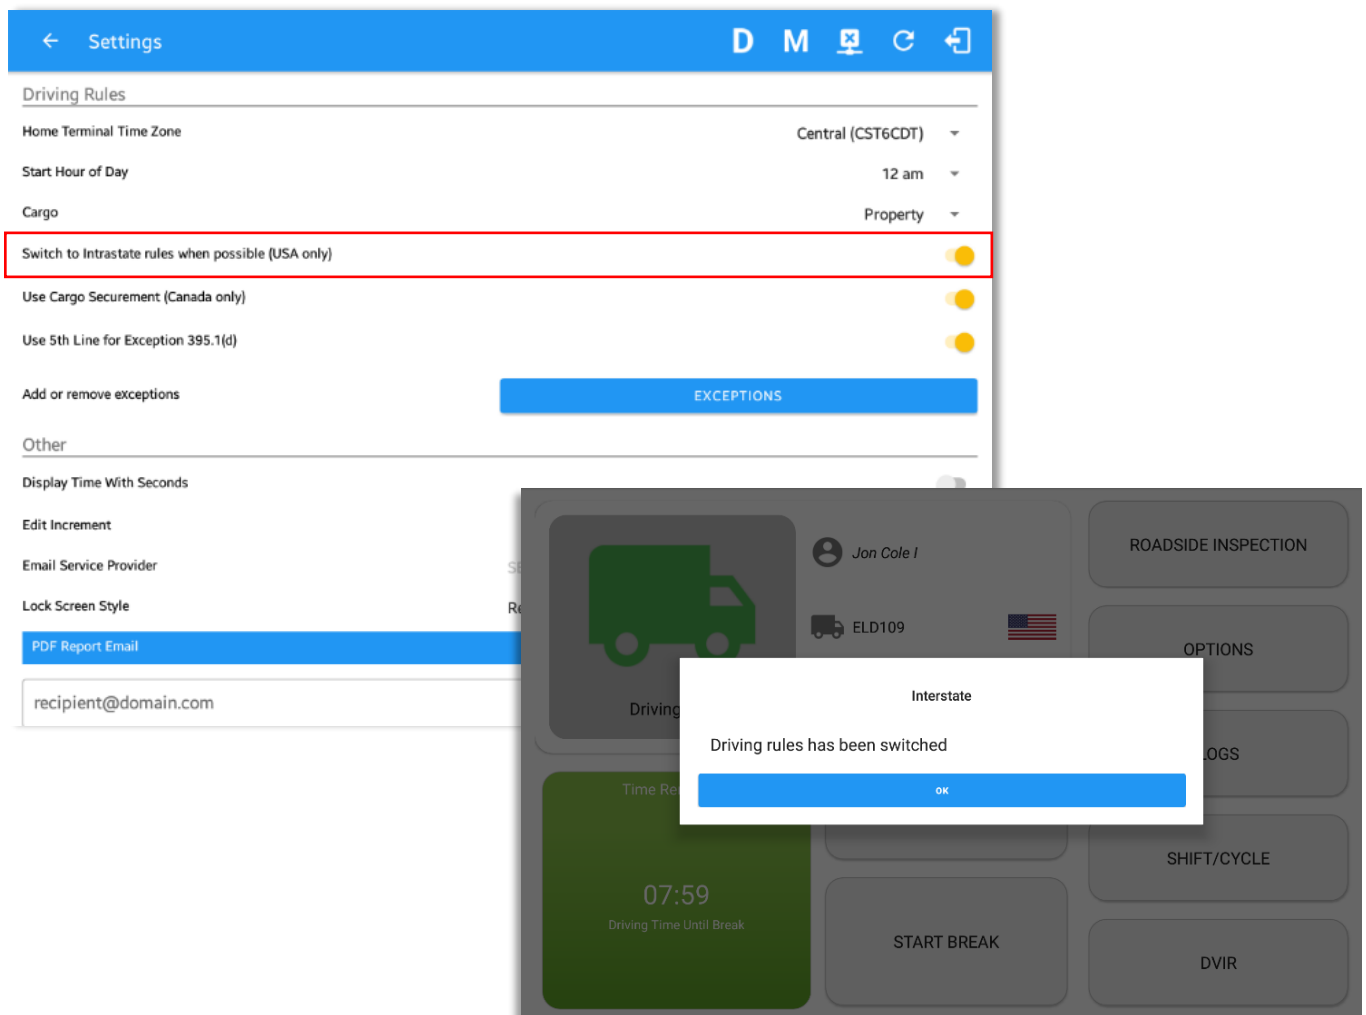 Settings
D M
Driving Rules
Home Terminal Time Zone Central (CST6CDT)
Start Hour of Day 12 am
Cargo Property
Switch to Intrastate rules when possible (USA only)
Use Cargo Securement (Canada only)
Use 5th Line for Exception 395.1(d)
Add or remove exceptions EXCEPTIONS
Other
Display Time With Seconds
Edit Increment
Email Service Provider
Lock Screen Style
PDF Report Email
recipient@domain.com
Jon Cole I
ELD109
Driving
ROADSIDE INSPECTION
OPTIONS
Interstate
Driving rules has been switched
OK
Time Re
07:59
Driving Time Until Break
START BREAK
OGS
SHIFT/CYCLE
DVIR